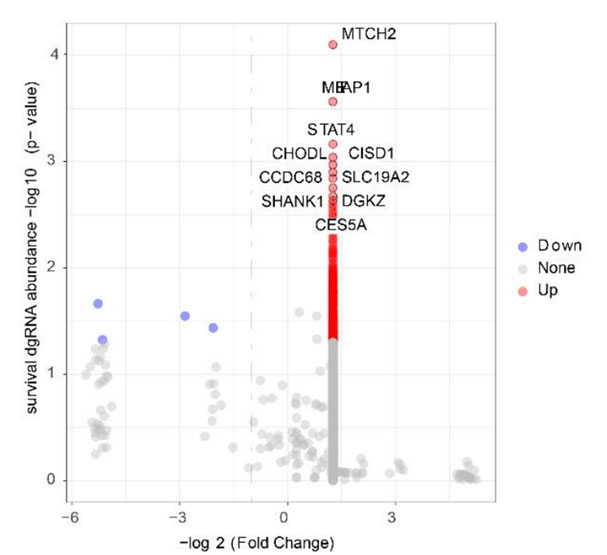 MTCH2
STAT4
CHODL CISD1
CCDC68 SLC19A2
SHANK1 DGKZ
CES5A
survival dgRNA abundance −log10 (p− value)
4
3
2
1
0
−6 −3 0 3
−log 2 (Fold Change)
Down
None
Up